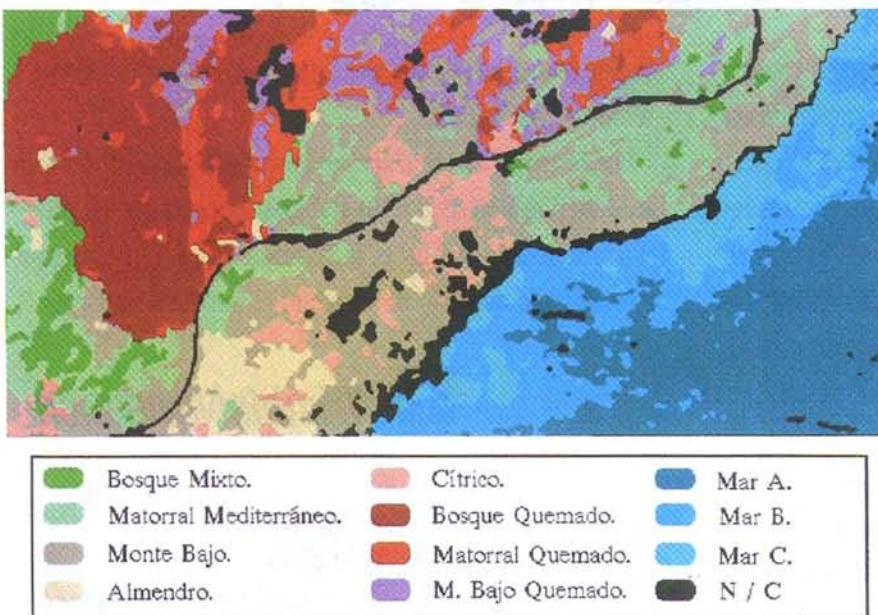 Bosque Mixto.
Matorral Mediterráneo.
Monte Bajo.
Almendro.
Cítrico.
Bosque Quemado.
Matorral Quemado.
M. Bajo Quemado.
Mar A.
Mar B.
Mar C.
N / C